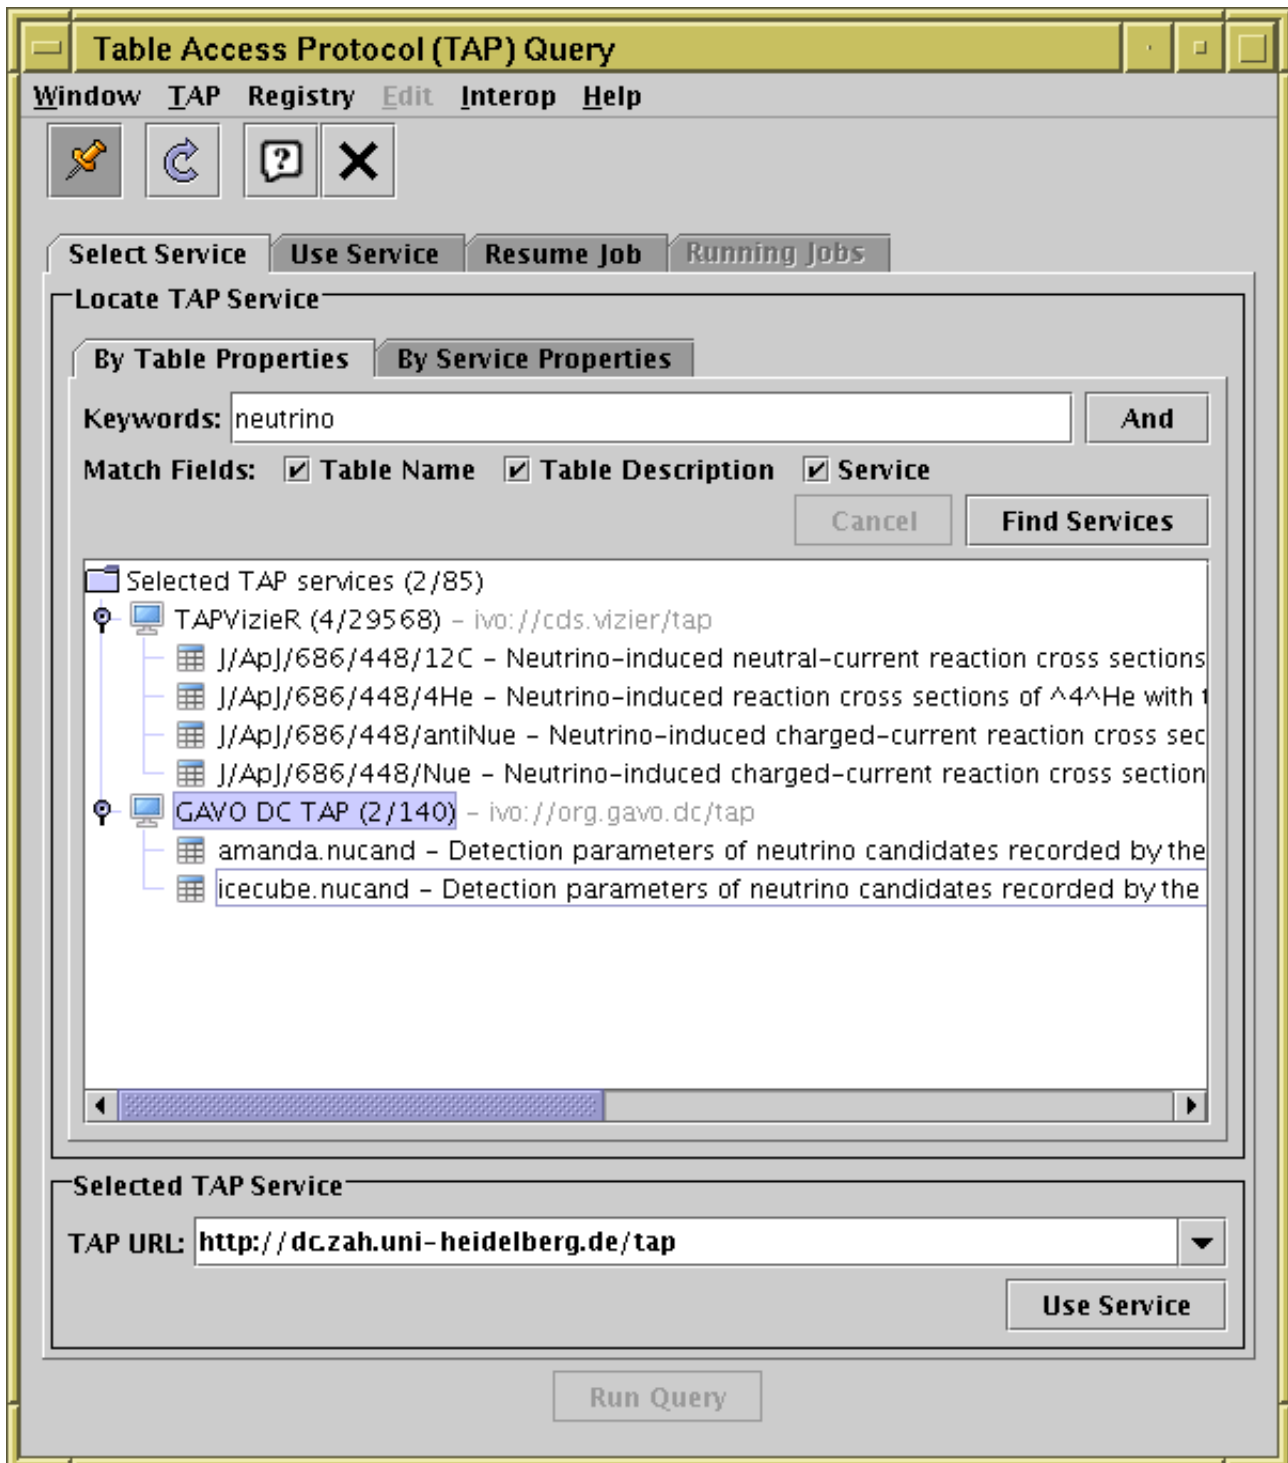 Table Access Protocol (TAP) Query
Window TAP Registry Edit Interop Help
Select Service Use Service Resume Job Running Jobs
Locate TAP Service
By Table Properties By Service Properties
Keywords: neutrino And
Match Fields: Table Name Table Description Service
Cancel Find Services
Selected TAP services (2/85)
TAPVizieR (4/29568) - ivo://cds.vizier/tap
J/ApJ/686/448/12C - Neutrino-induced neutral-current reaction cross sections
J/ApJ/686/448/4He - Neutrino-induced reaction cross sections of ^4^He with
J/ApJ/686/448/antiNue - Neutrino-induced charged-current reaction cross sec
J/ApJ/686/448/Nue - Neutrino-induced charged-current reaction cross section
GAVO DC TAP (2/140) - ivo://org.gavo.dc/tap
amanda.nucand - Detection parameters of neutrino candidates recorded by the
icecube.nucand - Detection parameters of neutrino candidates recorded by the
Selected TAP Service
TAP URL: http://dc.zah.uni-heidelberg.de/tap
Use Service
Run Query